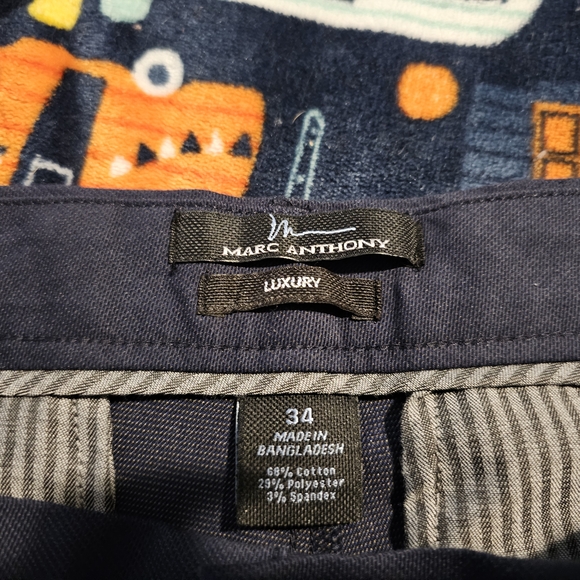 MARC ANTHONY
LUXURY
34
MADE IN
BANGLADESH
68% Cotton
29% Polyester
3% Spandex